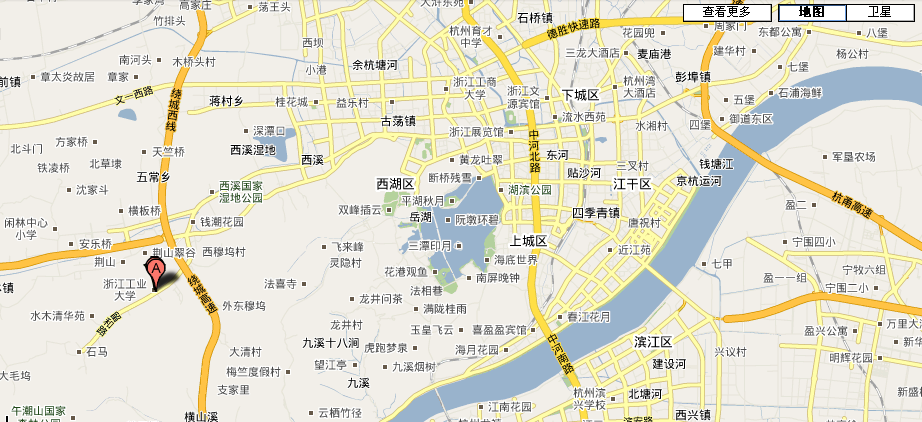 查看更多
地图
卫星
高家庄
荡王头
竹排头
石桥镇
德胜快速路
周家门
杭州育才
中学
花园兜
东都公寓
八堡
西坝
三龙大酒店
麦庙港
建华村
杨公村
南河头
木桥头村
小港
余杭塘河
七堡
前镇
章太炎故居
章家
浙江工商
大学
杭州湾
大酒店
彭埠镇
文一西路
蒋村乡
桂花城
益乐村
浙江文
源宾馆
下城区
五堡
石浦海鲜
绕城西线
古荡镇
流水西苑
御道东区
深潭口
浙江展览馆
水湘村
四堡
方家桥
北斗门
天竺桥
西溪湿地
西溪
黄龙吐翠
中河北路
东河
铁凌桥
北草垛
三叉村
钱塘江
军垦农场
五常乡
断桥残雪
贴沙河
京杭运河
沈家斗
西溪国家
湿地公园
西湖区
湖滨公园
江干区
平湖秋月
杭甬高速
横板桥
双峰插云
岳湖
阮墩环碧
四季青镇
盈二
闲林中心
小学
钱潮花园
唐祝村
安乐桥
荆山翠谷
西穆坞村
飞来峰
三潭印月
上城区
近江苑
宁围四小
荆山
灵隐村
海底世界
七甲
宁牧六组
浙江工业
大学
A
花港观鱼
南屏晚钟
盈一一组
宁围二小
法喜寺
法相巷
绕城高速
龙井问茶
外东穆坞
满陇桂雨
水木清华苑
留和路
春江花月
龙井村
玉皇飞云
喜盈盈宾馆
盈兴公寓
万里大
石马
大清村
九溪十八涧
虎跑梦泉
海月花园
中河南路
滨江区
兴议村
新华
望江亭
九溪烟树
建设河
明辉花园
大毛坞
梅竺度假村
支家里
九溪
杭州滨
兴学校
北塘村
新盛
午潮山国家
横山溪
云栖竹径
江南花园
西兴镇